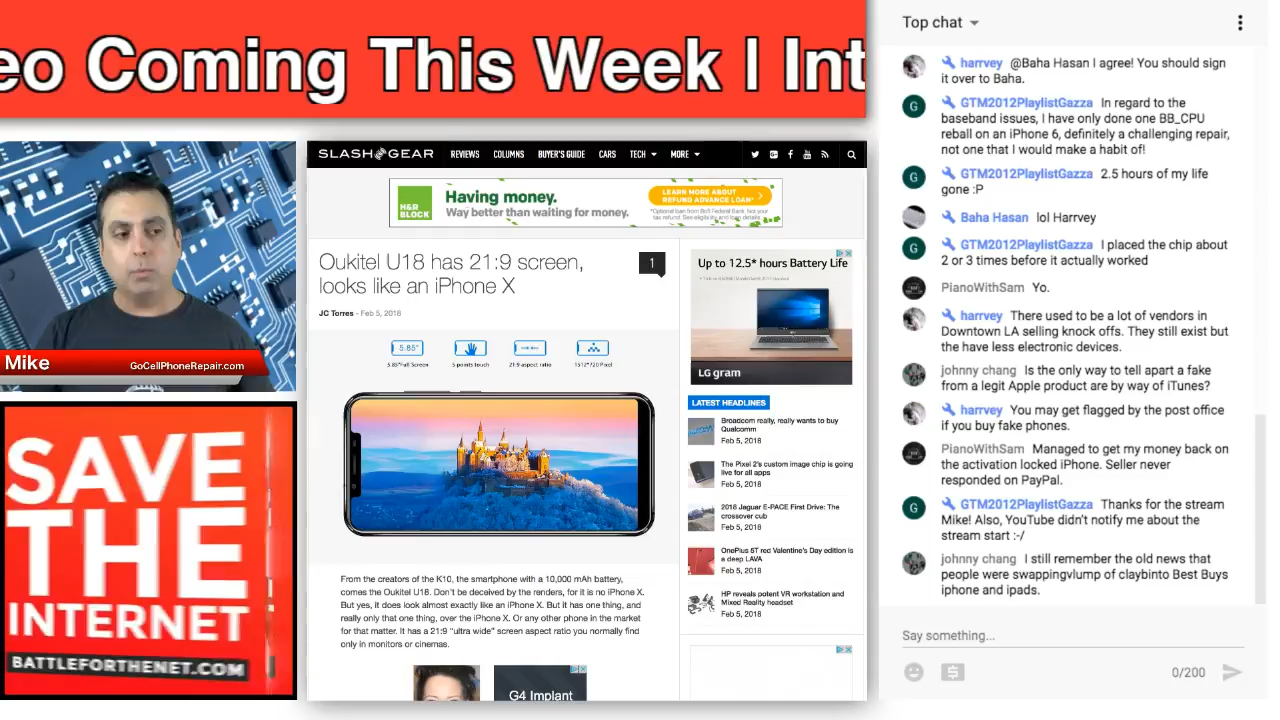 eo Coming This Week | Int
Mike
GoCellPhoneRepair.com
SAVE
THE
INTERNET
BATTLEFORTHENET.COM
SLASHGEAR
REVIEWS COLUMNS BUYER'S GUIDE CARS TECH MORE
H&R
BLOCK
Having money.
Way better than waiting for money.
LEARN MORE ABOUT
REFUND ADVANCE LOAN*
Oukitel U18 has 21:9 screen,
looks like an iPhone X
1
JC Torres - Feb 5, 2018
5.85"
5.85"Full Screen
5 points touch
21:9 aspect ratio
1512*720 Pixel
From the creators of the K10, the smartphone with a 10,000 mAh battery,
comes the Oukitel U18. Don't be deceived by the renders, for it is no iPhone X.
But yes, it does look almost exactly like an iPhone X. But it has one thing, and
really only that one thing, over the iPhone X. Or any other phone in the market
for that matter. It has a 21:9 "ultra wide" screen aspect ratio you normally find
only in monitors or cinemas.
G4 Implant
Up to 12.5* hours Battery Life
LG gram
LATEST HEADLINES
Broadcom really, really wants to buy
Qualcomm
Feb 5, 2018
The Pixel 2's custom image chip is going
live for all apps
Feb 5, 2018
2018 Jaguar E-PACE First Drive: The
crossover cub
Feb 5, 2018
OnePlus 5T red Valentine's Day edition is
a deep LAVA
Feb 5, 2018
HP reveals potent VR workstation and
Mixed Reality headset
Feb 5, 2018
Top chat
harrvey @Baha Hasan I agree! You should sign
it over to Baha.
G
GTM2012PlaylistGazza In regard to the
baseband issues, I have only done one BB_CPU
reball on an iPhone 6, definitely a challenging repair,
not one that I would make a habit of!
G
GTM2012PlaylistGazza 2.5 hours of my life
gone :P
Baha Hasan lol Harvey
G
GTM2012PlaylistGazza I placed the chip about
2 or 3 times before it actually worked
PianoWithSam Yo.
harrvey There used to be a lot of vendors in
Downtown LA selling knock offs. They still exist but
the have less electronic devices.
johnny chang Is the only way to tell apart a fake
from a legit Apple product are by way of iTunes?
harrvey You may get flagged by the post office
if you buy fake phones.
PianoWithSam Managed to get my money back on
the activation locked iPhone. Seller never
responded on PayPal.
G
GTM2012PlaylistGazza Thanks for the stream
Mike! Also, YouTube didn't notify me about the
stream start :-/
johnny chang I still remember the old news that
people were swappingvlump of claybinto Best Buys
iphone and ipads.
Say something...
0/200